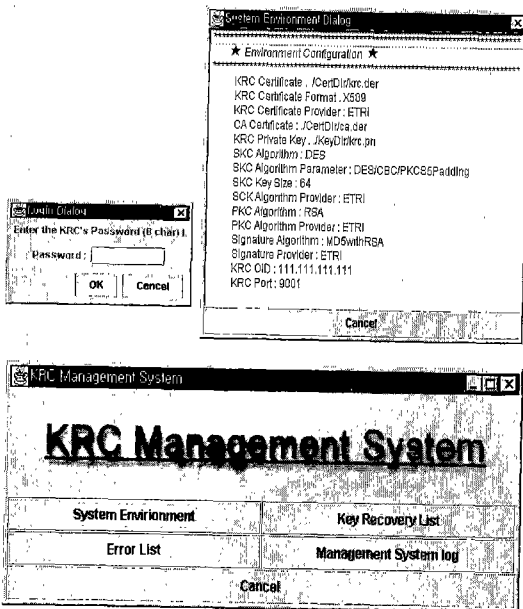 System Environment Dialog
★ Environment Configuration ★
KRC Certificate : ./CertDir/krc.der
KRC Certificate Format : X509
KRC Certificate Provider : ETRI
CA Certificate : ./CertDir/ca.der
KRC Private Key : ./KeyDir/krc.pri
SKC Algorithm : DES
SKC Algorithm Parameter : DES/CBC/PKCS5Padding
SKC Key Size : 64
SCK Algorithm Provider : ETRI
PKC Algorithm : RSA
PKC Algorithm Provider : ETRI
Signature Algorithm : MD5withRSA
Signature Provider : ETRI
KRC OID : 111.111.111.111
KRC Port : 9001
Cancel
Login Dialog
Enter the KRC's Password (8 char) !
Password :
OK Cancel
KRC Management System
KRC Management System
System Envirionment Key Recovery List
Error List Management System log
Cancel